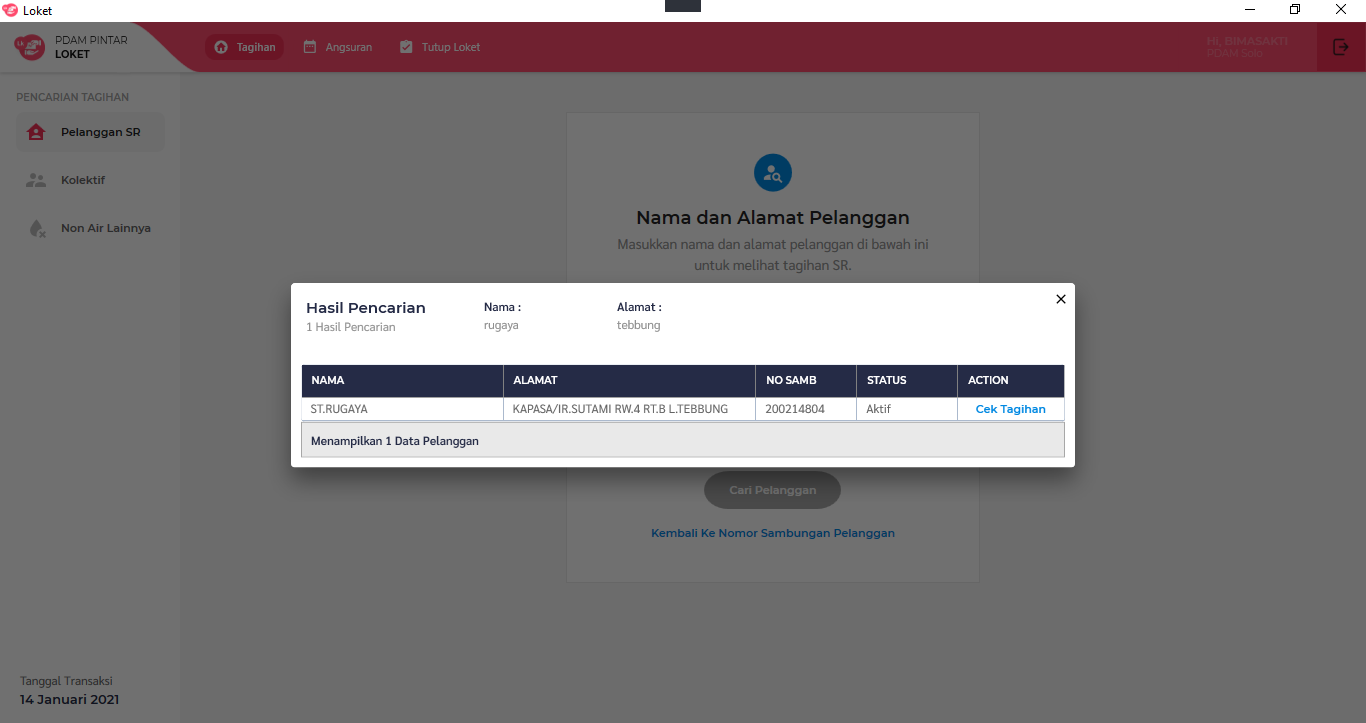 Loket
PDAM PINTAR
LOKET
Tagihan
Angsuran
Tutup Loket
HI, BIMASAKTI
PDAM Solo
PENCARIAN TAGIHAN
Pelanggan SR
Kolektif
Non Air Lainnya
Nama dan Alamat Pelanggan
Masukkan nama dan alamat pelanggan di bawah ini
untuk melihat tagihan SR.
Hasil Pencarian
1 Hasil Pencarian
Nama :
rugaya
Alamat :
tebbung
NAMA ALAMAT NO SAMB STATUS ACTION
ST.RUGAYA KAPASA/IR.SUTAMI RW.4 RT.B L.TEBBUNG 200214804 Aktif Cek Tagihan
Menampilkan 1 Data Pelanggan
Cari Pelanggan
Kembali Ke Nomor Sambungan Pelanggan
Tanggal Transaksi
14 Januari 2021